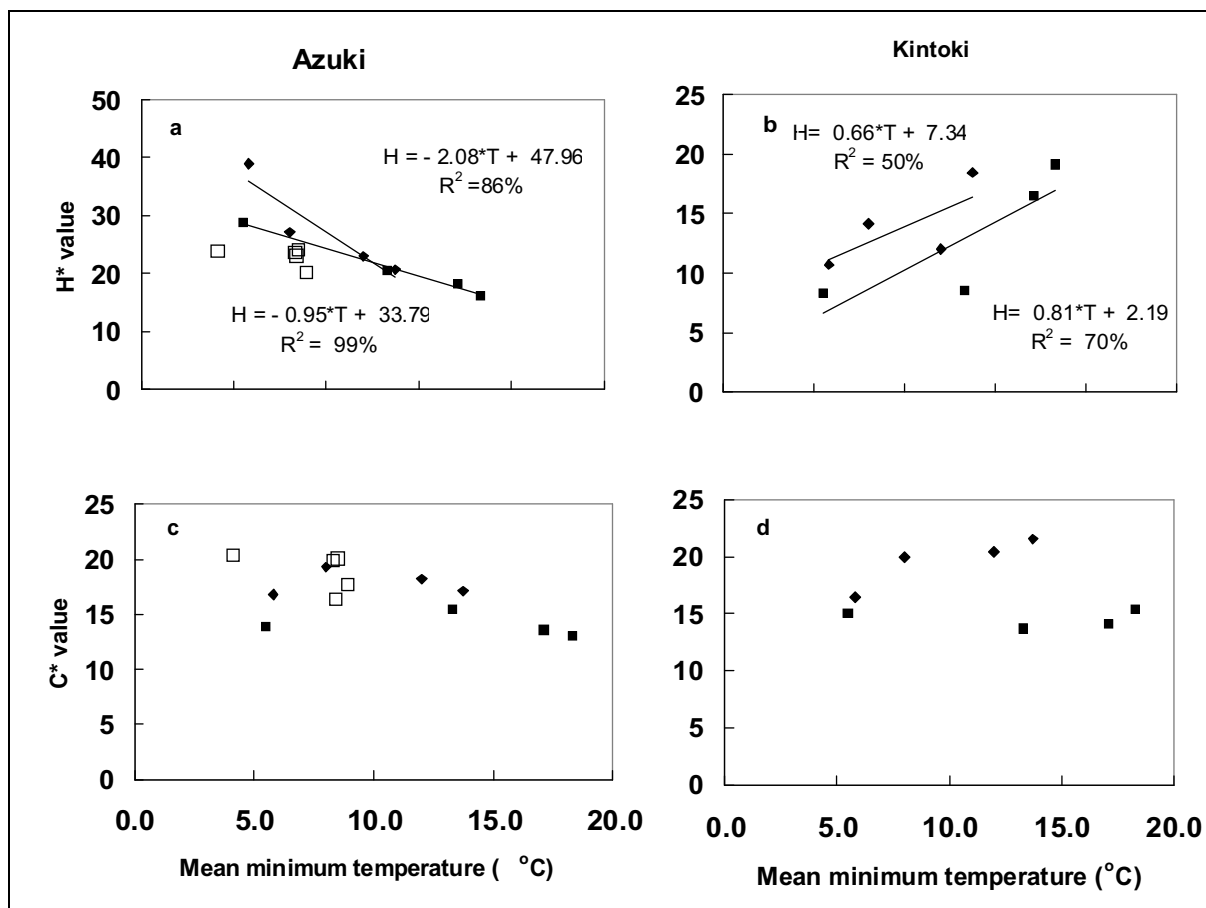 Azuki
Kintoki
50
40
30
20
10
0
H* value
a
H = - 2.08*T + 47.96
R² =86%
H = - 0.95*T + 33.79
R² = 99%
25
20
15
10
5
0
b
H= 0.66*T + 7.34
R² = 50%
H= 0.81*T + 2.19
R² = 70%
25
20
15
10
5
0
C* value
c
0.0 5.0 10.0 15.0 20.0
Mean minimum temperature ( °C)
25
20
15
10
5
0
d
0.0 5.0 10.0 15.0 20.0
Mean minimum temperature (°C)